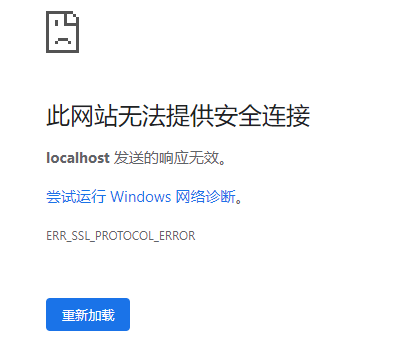 此网站无法提供安全连接
localhost 发送的响应无效。
尝试运行 Windows 网络诊断。
ERR_SSL_PROTOCOL_ERROR
重新加载